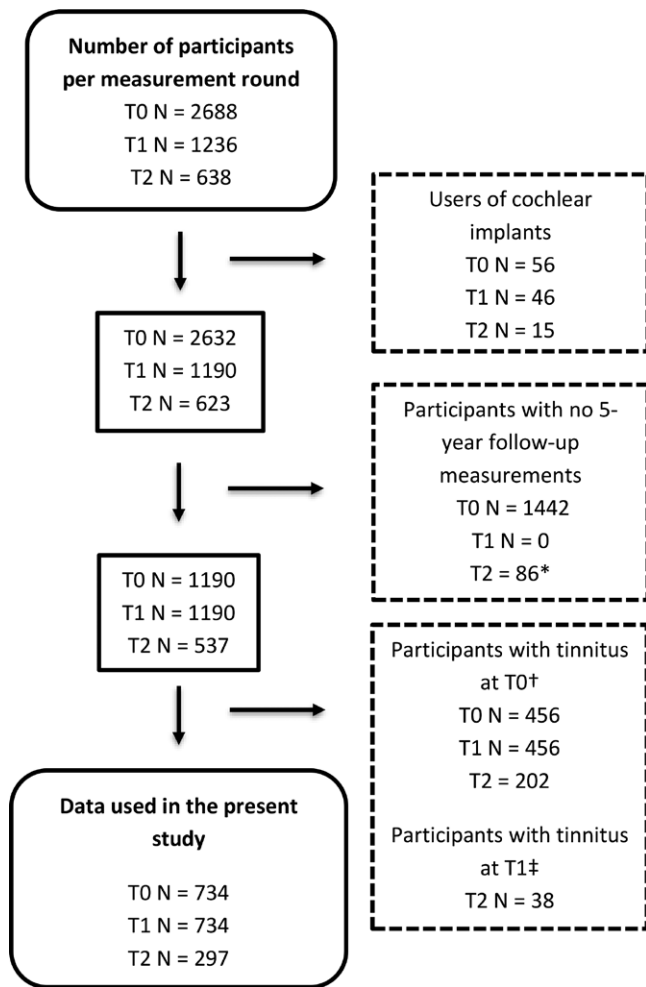 Number of participants
per measurement round
T0 N = 2688
T1 N = 1236
T2 N = 638
Users of cochlear
implants
T0 N = 56
T1 N = 46
T2 N = 15
T0 N = 2632
T1 N = 1190
T2 N = 623
Participants with no 5-
year follow-up
measurements
T0 N = 1442
T1 N = 0
T2 = 86*
T0 N = 1190
T1 N = 1190
T2 N = 537
Participants with tinnitus
at T0†
T0 N = 456
T1 N = 456
T2 = 202
Participants with tinnitus
at T1‡
T2 N = 38
Data used in the present
study
T0 N = 734
T1 N = 734
T2 N = 297